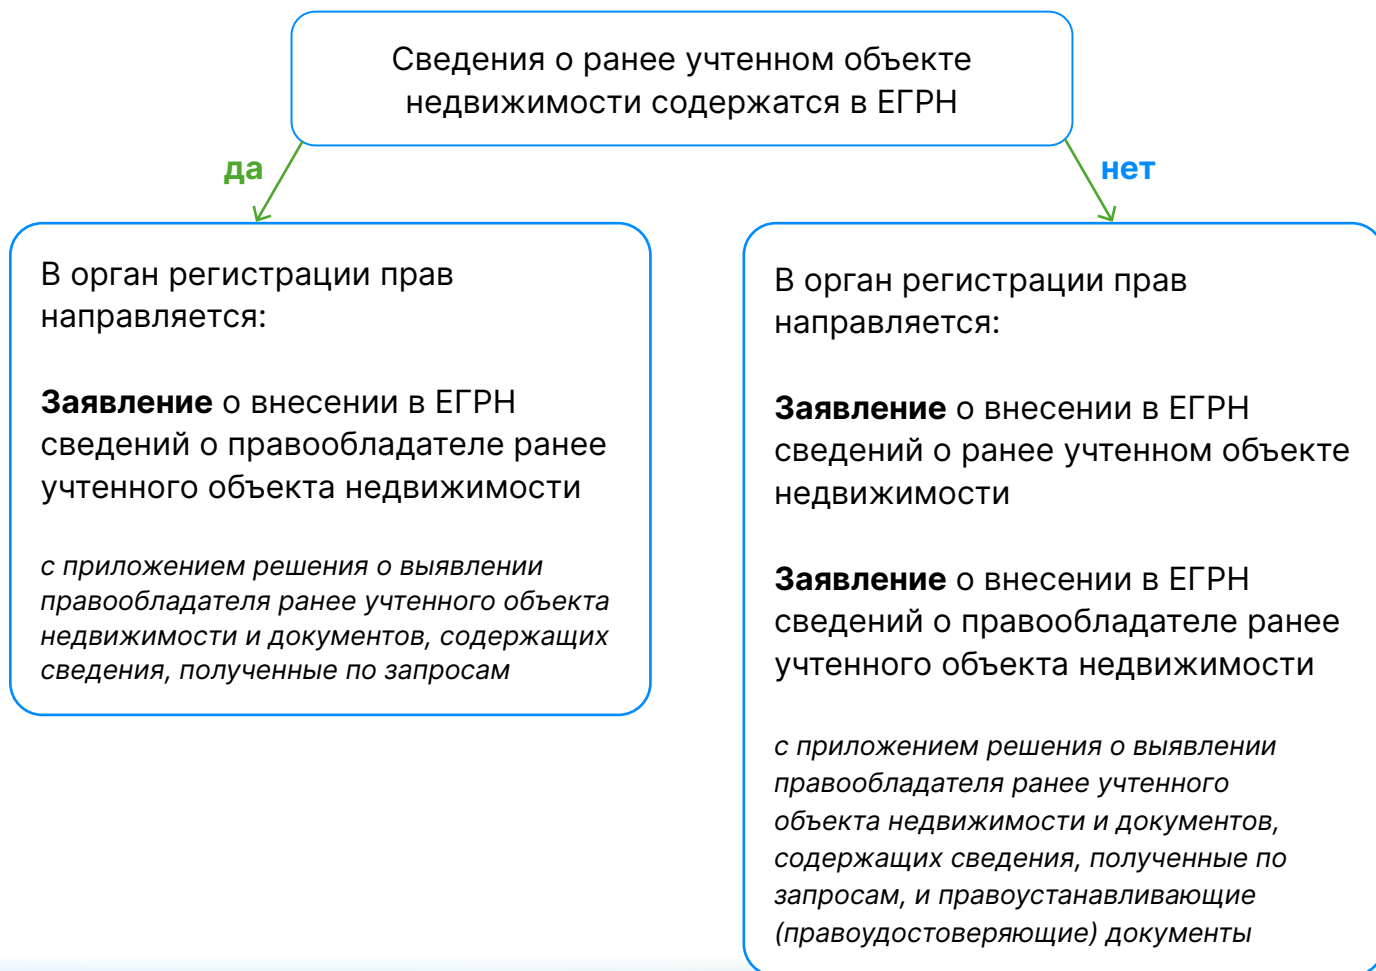 Сведения о ранее учтенном объекте
недвижимости содержатся в ЕГРН
да
нет
В орган регистрации прав
направляется:
Заявление о внесении в ЕГРН
сведений о правообладателе ранее
учтенного объекта недвижимости
с приложением решения о выявлении
правообладателя ранее учтенного объекта
недвижимости и документов, содержащих
сведения, полученные по запросам
В орган регистрации прав
направляется:
Заявление о внесении в ЕГРН
сведений о ранее учтенном объекте
недвижимости
Заявление о внесении в ЕГРН
сведений о правообладателе ранее
учтенного объекта недвижимости
с приложением решения о выявлении
правообладателя ранее учтенного
объекта недвижимости и документов,
содержащих сведения, полученные по
запросам, и правоустанавливающие
(правоудостоверяющие) документы